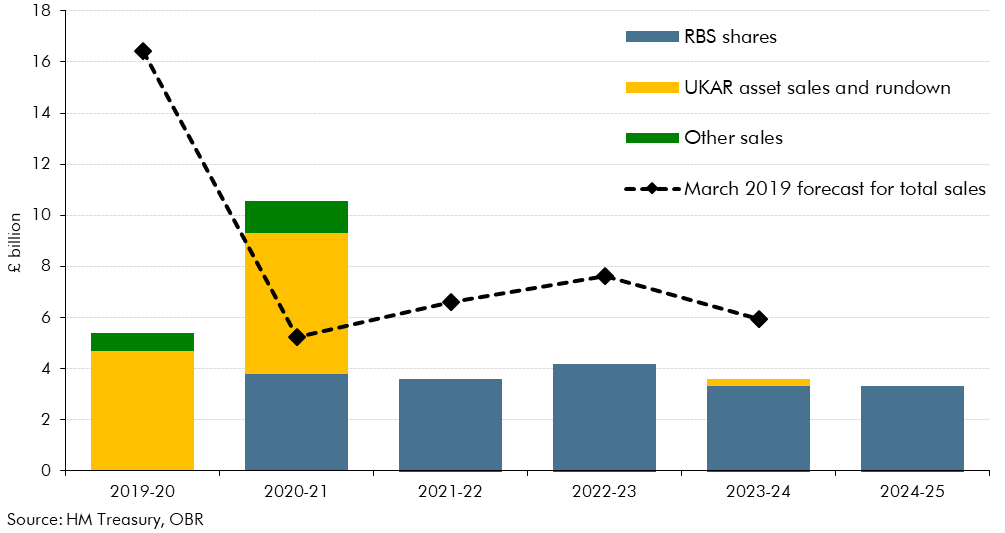 18
16
14
12
10
8
6
4
2
0
£ billion
RBS shares
UKAR asset sales and rundown
Other sales
March 2019 forecast for total sales
2019-20 2020-21 2021-22 2022-23 2023-24 2024-25
Source: HM Treasury, OBR